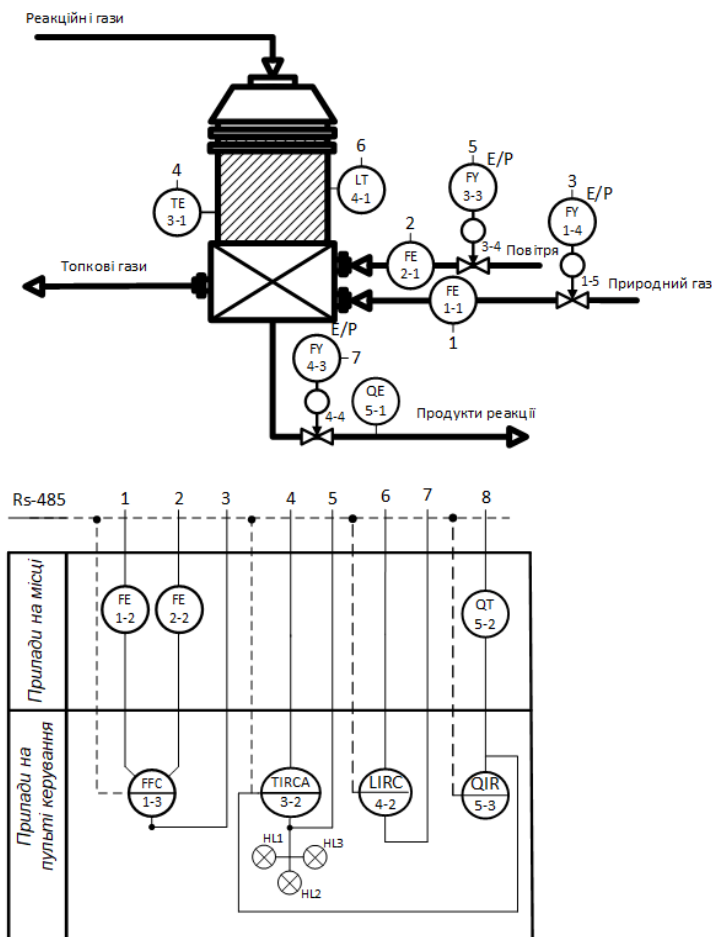 Реакційні гази
6
LT
4-1
4
TE
3-1
5
E/P
FY
3-3
3
E/P
FY
1-4
2
FE
2-1
3-4
Повітря
1-5
Топкові гази
FE
1-1
Природний газ
1
E/P
FY
4-3
7
4-4
QE
5-1
Продукти реакції
Rs-485
1
2
3
4
5
6
7
8
Прилади на місці
FE
1-2
FE
2-2
QT
5-2
Прилади на
пульті керування
FFC
1-3
TIRCA
3-2
LIRC
4-2
QIR
5-3
HL1
HL3
HL2